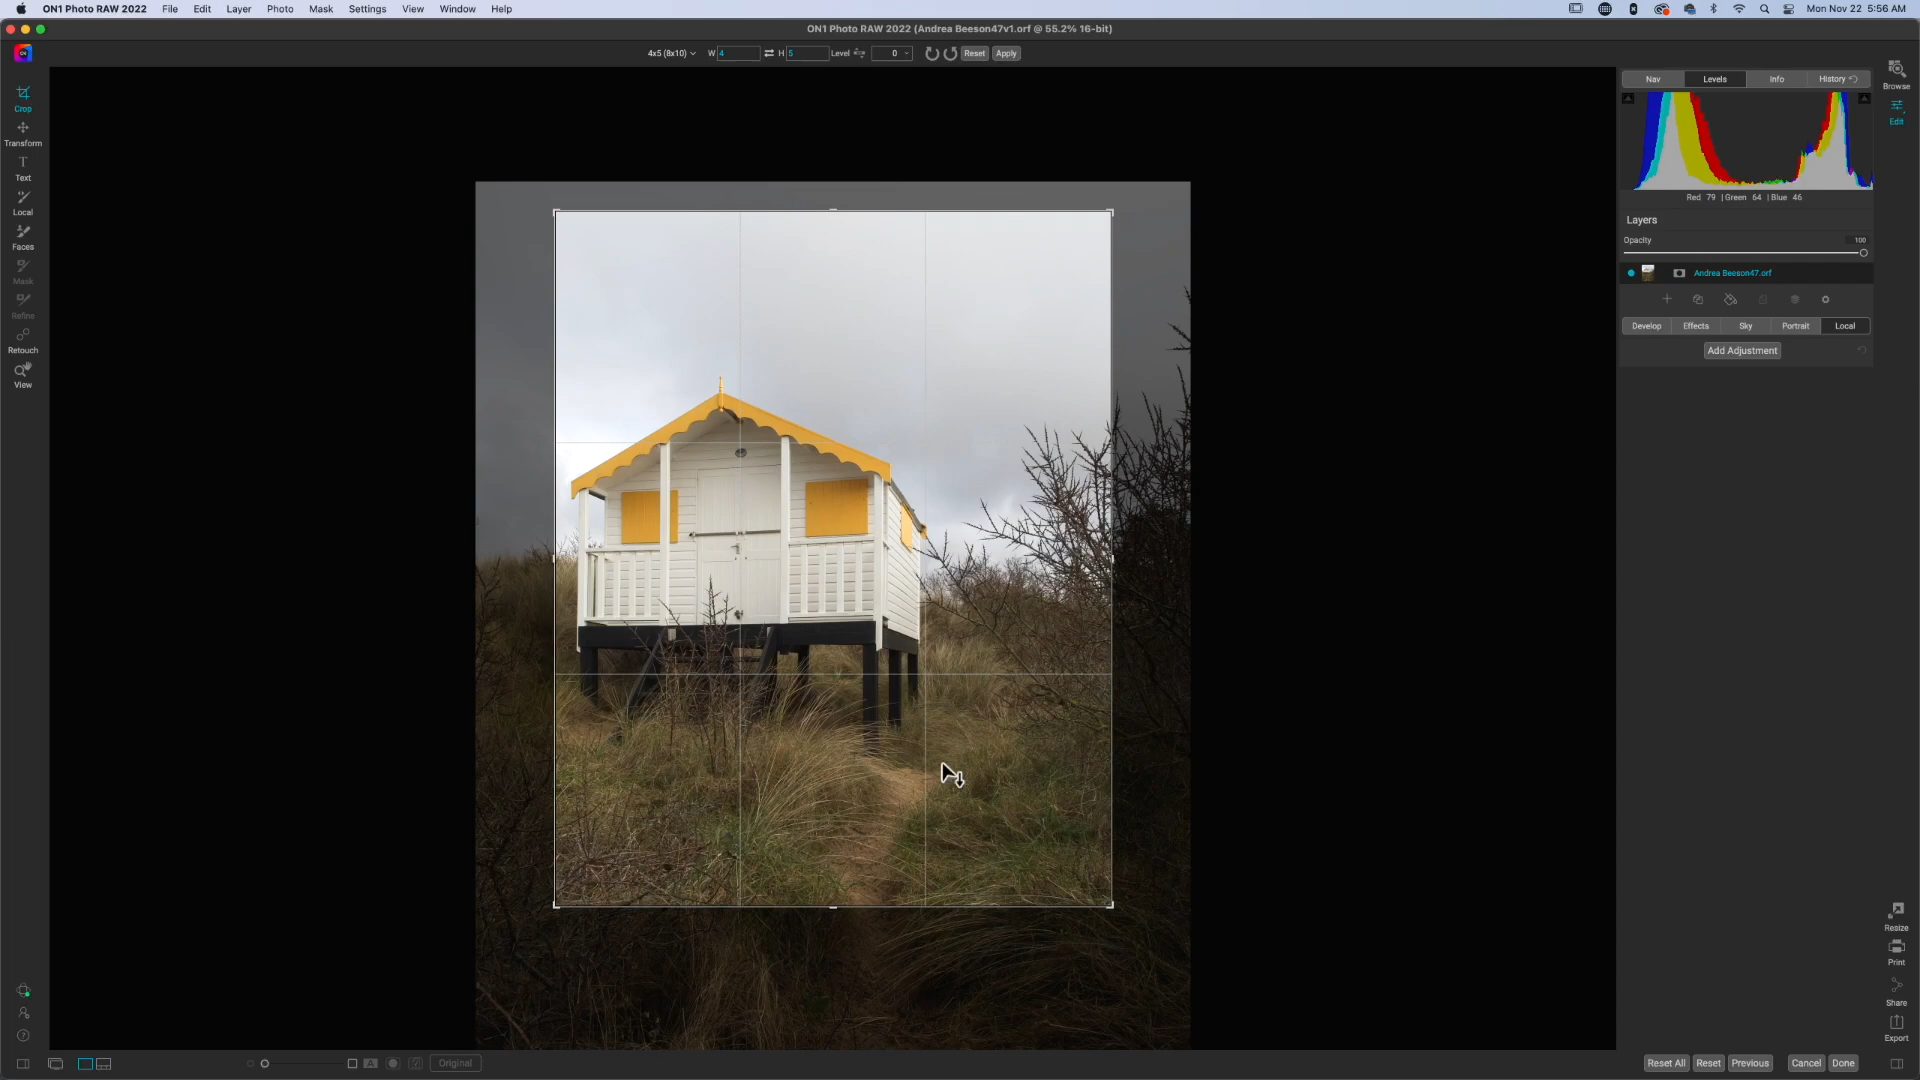 ON1 Photo RAW 2022 File Edit Layer Photo Mask Settings View Window Help Mon Nov 22 5:56 AM
ON1 Photo RAW 2022 (Andrea Beeson47v1.orf @ 55.2% 16-bit)
4x5 (8x10) W 4 H 5 Level 0 Reset Apply
Crop
Transform
Text
Local
Faces
Mask
Refine
Retouch
View
Nav Levels Info History
Red 79 | Green 64 | Blue 46
Layers
Opacity 100
Andrea Beeson47.orf
Develop Effects Sky Portrait Local
Add Adjustment
Browse
Edit
Resize
Print
Share
Export
A Original
Reset All Reset Previous Cancel Done